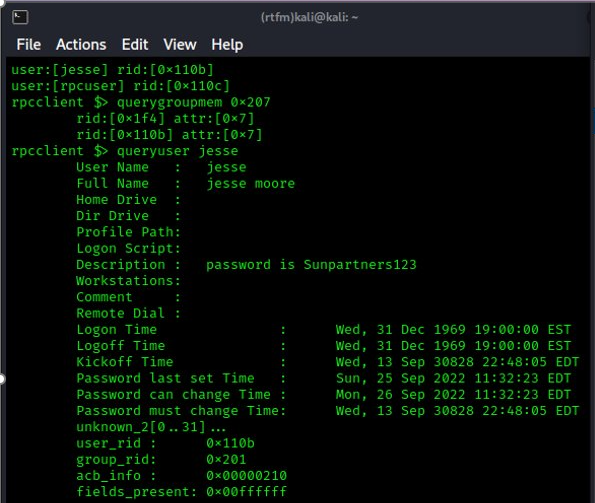 (rtfm)kali@kali: ~
File Actions Edit View Help
user:[jesse] rid:[0×110b]
user:[rpcuser] rid:[0×110c]
rpcclient $> querygroupmem 0×207
rid:[0×1f4] attr:[0×7]
rid:[0×110b] attr:[0×7]
rpcclient $> queryuser jesse
User Name : jesse
Full Name : jesse moore
Home Drive :
Dir Drive :
Profile Path:
Logon Script:
Description : password is Sunpartners123
Workstations:
Comment :
Remote Dial :
Logon Time : Wed, 31 Dec 1969 19:00:00 EST
Logoff Time : Wed, 31 Dec 1969 19:00:00 EST
Kickoff Time : Wed, 13 Sep 30828 22:48:05 EDT
Password last set Time : Sun, 25 Sep 2022 11:32:23 EDT
Password can change Time : Mon, 26 Sep 2022 11:32:23 EDT
Password must change Time: Wed, 13 Sep 30828 22:48:05 EDT
unknown_2[0..31]...
user_rid : 0×110b
group_rid: 0×201
acb_info : 0×00000210
fields_present: 0×00ffffff